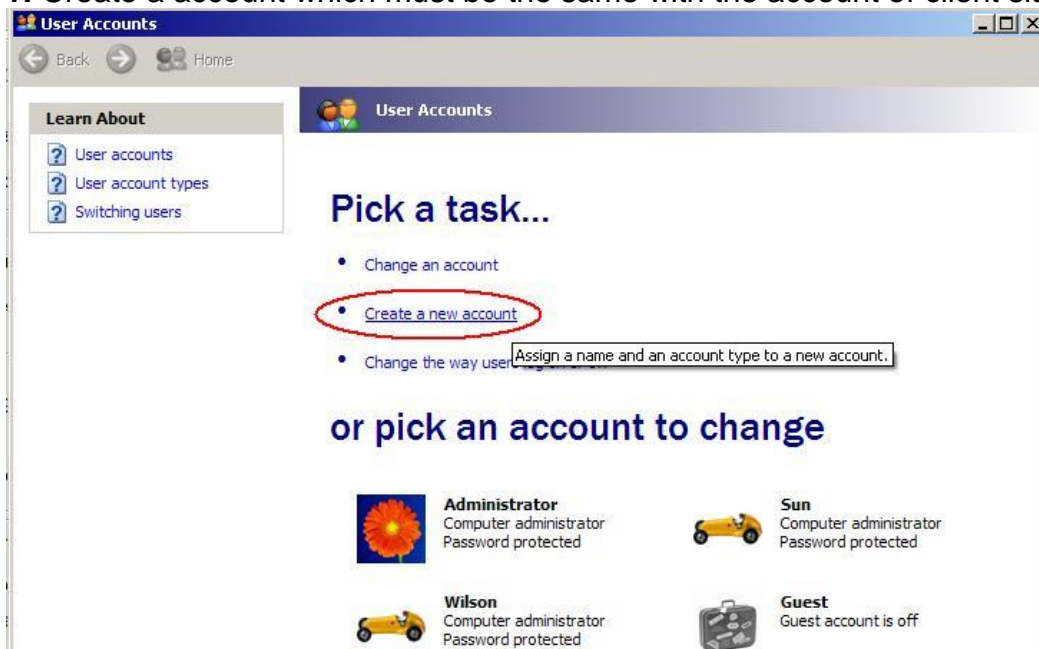 Create a account which must be the same with the account of client
User Accounts
Back Home
Learn About
User Accounts
User accounts
User account types
Switching users
Pick a task...
Change an account
Create a new account
Assign a name and an account type to a new account.
Change the way users
or pick an account to change
Administrator
Computer administrator
Password protected
Sun
Computer administrator
Password protected
Wilson
Computer administrator
Password protected
Guest
Guest account is off